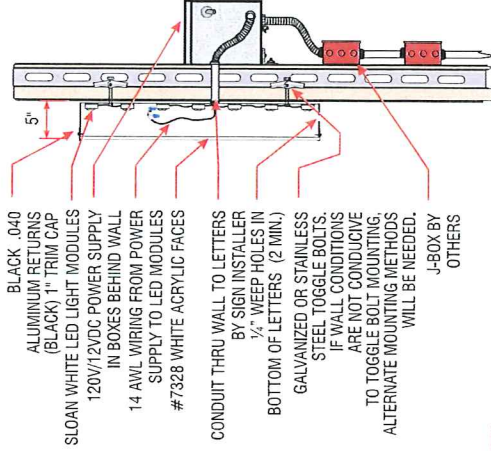 5"
BLACK .040
ALUMINUM RETURNS
(BLACK) 1" TRIM CAP
SLOAN WHITE LED LIGHT MODULES
120V/12VDC POWER SUPPLY
IN BOXES BEHIND WALL
14 AWL WIRING FROM POWER
SUPPLY TO LED MODULES
#7328 WHITE ACRYLIC FACES
CONDUIT THRU WALL TO LETTERS
BY SIGN INSTALLER
1/4" WEEP HOLES IN
BOTTOM OF LETTERS (2 MIN.)
GALVANIZED OR STAINLESS
STEEL TOGGLE BOLTS.
IF WALL CONDITIONS
ARE NOT CONDUCIVE
TO TOGGLE BOLT MOUNTING,
ALTERNATE MOUNTING METHODS
WILL BE NEEDED.
J-BOX BY
OTHERS